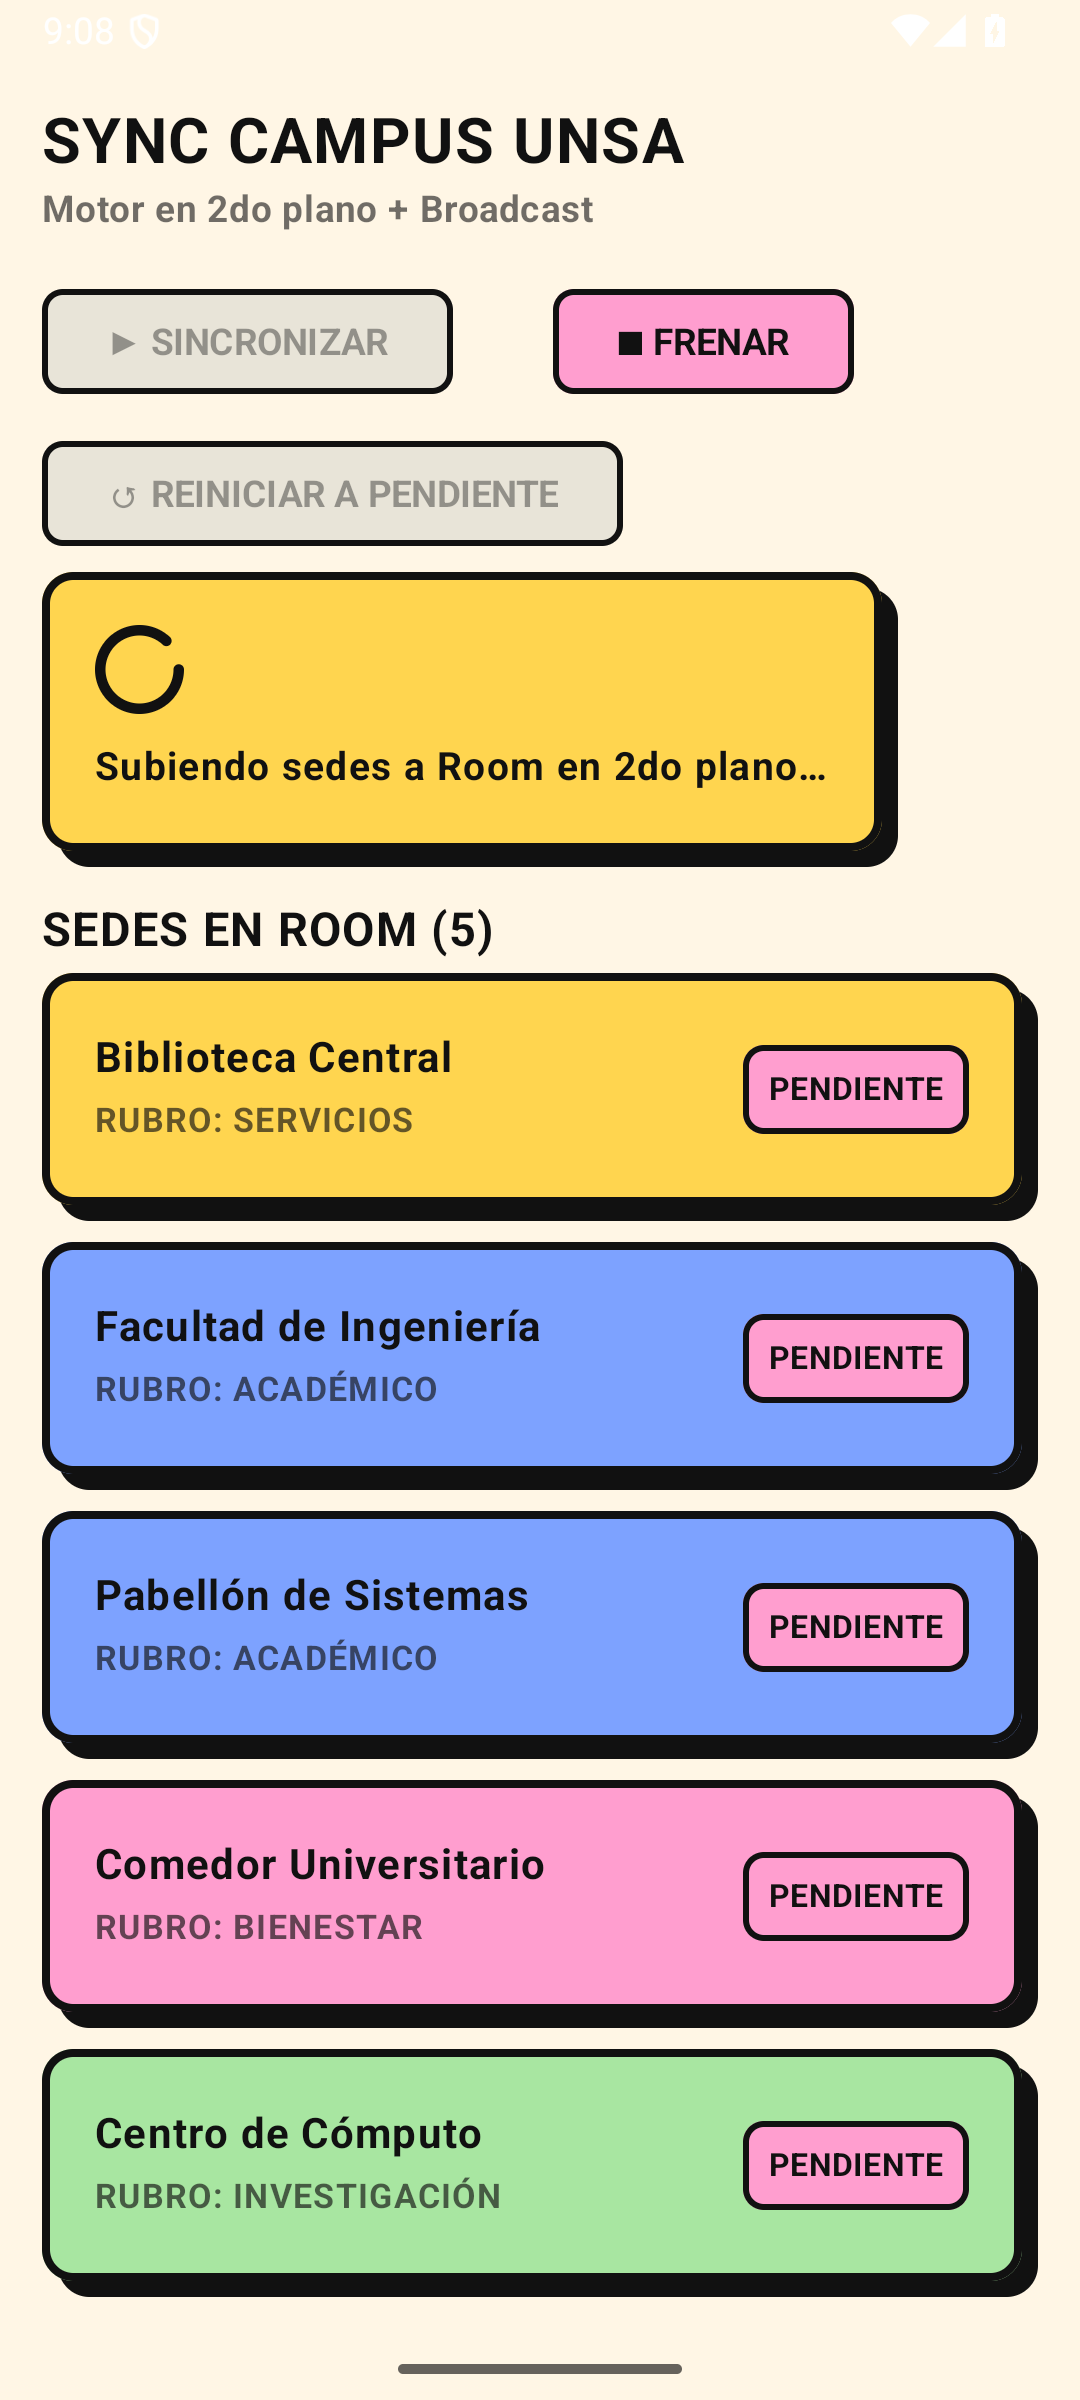 9:08
SYNC CAMPUS UNSA
Motor en 2do plano + Broadcast
▶ SINCRONIZAR
■ FRENAR
↺ REINICIAR A PENDIENTE
Subiendo sedes a Room en 2do plano…
SEDES EN ROOM (5)
Biblioteca Central
RUBRO: SERVICIOS
PENDIENTE
Facultad de Ingeniería
RUBRO: ACADÉMICO
PENDIENTE
Pabellón de Sistemas
RUBRO: ACADÉMICO
PENDIENTE
Comedor Universitario
RUBRO: BIENESTAR
PENDIENTE
Centro de Cómputo
RUBRO: INVESTIGACIÓN
PENDIENTE